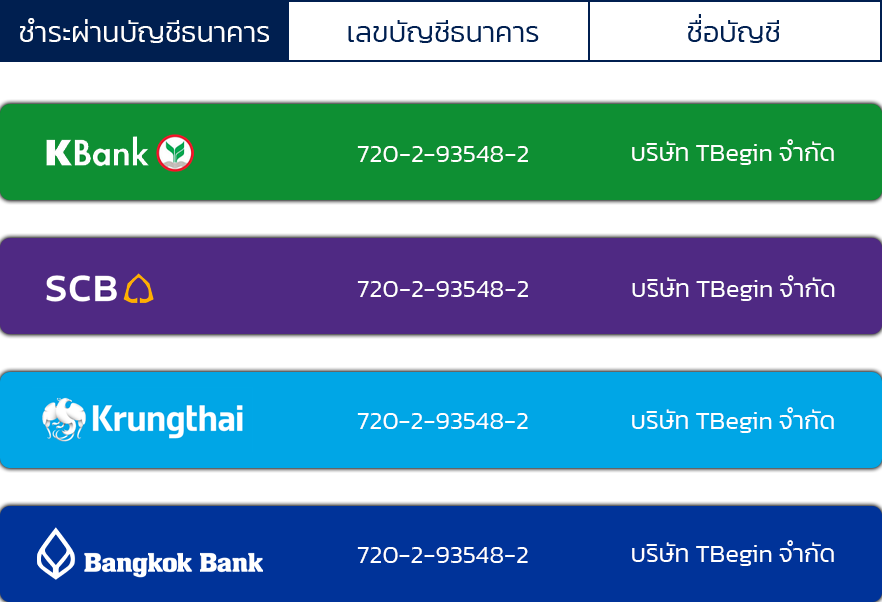 ชำระผ่านบัญชีธนาคาร เลขบัญชีธนาคาร ชื่อบัญชี
KBank 720-2-93548-2 บริษัท TBegin จำกัด
SCB 720-2-93548-2 บริษัท TBegin จำกัด
Krungthai 720-2-93548-2 บริษัท TBegin จำกัด
Bangkok Bank 720-2-93548-2 บริษัท TBegin จำกัด